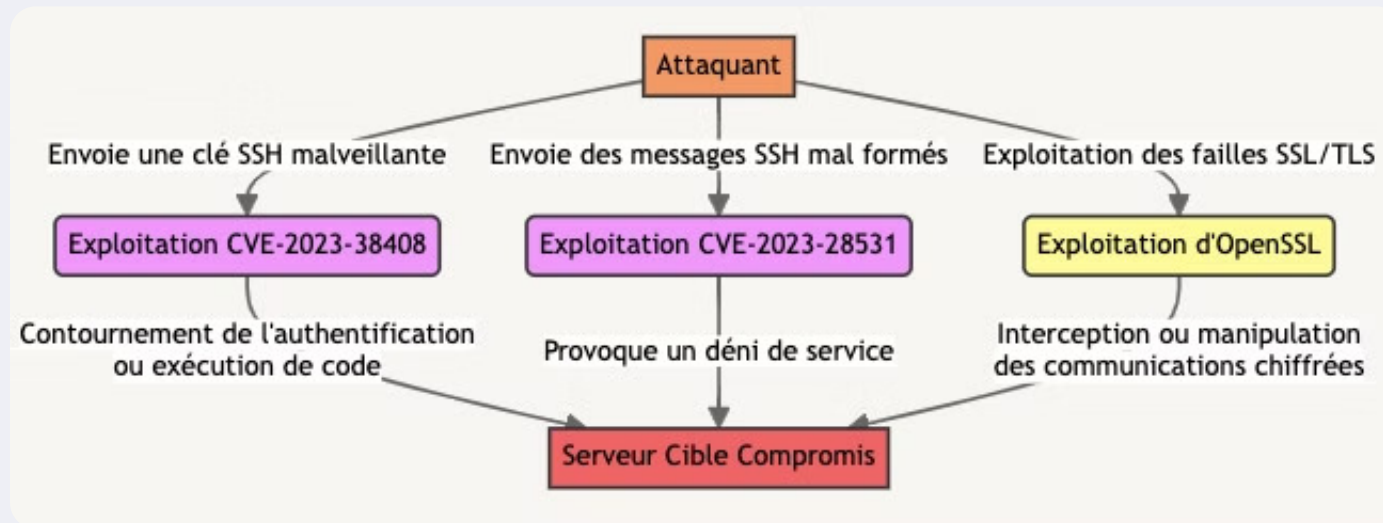 Attaquant
Envoie une clé SSH malveillante
Envoie des messages SSH mal formés
Exploitation des failles SSL/TLS
Exploitation CVE-2023-38408
Exploitation CVE-2023-28531
Exploitation d'OpenSSL
Contournement de l'authentification
ou exécution de code
Provoque un déni de service
Interception ou manipulation
des communications chiffrées
Serveur Cible Compromis